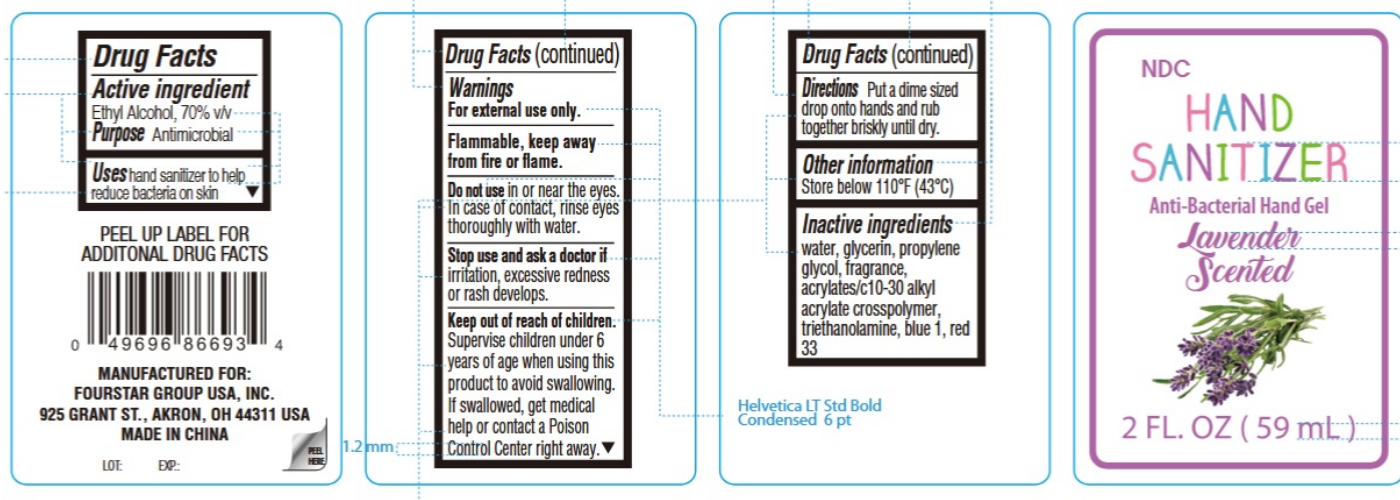 Drug Facts
Active ingredient
Ethyl Alcohol, 70% v/v
Purpose Antimicrobial
Uses hand sanitizer to help
reduce bacteria on skin ▼
PEEL UP LABEL FOR
ADDITONAL DRUG FACTS
0 49696 86693 4
MANUFACTURED FOR:
FOURSTAR GROUP USA, INC.
925 GRANT ST., AKRON, OH 44311 USA
MADE IN CHINA
LOT: EXP.:
PEEL
HERE
1.2 mm
Drug Facts (continued)
Warnings
For external use only.
Flammable, keep away
from fire or flame.
Do not use in or near the eyes.
In case of contact, rinse eyes
thoroughly with water.
Stop use and ask a doctor if
irritation, excessive redness
or rash develops.
Keep out of reach of children.
Supervise children under 6
years of age when using this
product to avoid swallowing.
If swallowed, get medical
help or contact a Poison
Control Center right away. ▼
Drug Facts (continued)
Directions Put a dime sized
drop onto hands and rub
together briskly until dry.
Other information
Store below 110°F (43°C)
Inactive ingredients
water, glycerin, propylene
glycol, fragrance,
acrylates/c10-30 alkyl
acrylate crosspolymer,
triethanolamine, blue 1, red
33
Helvetica LT Std Bold
Condensed 6 pt
NDC
HAND
SANITIZER
Anti-Bacterial Hand Gel
Lavender
Scented
2 FL. OZ ( 59 mL )